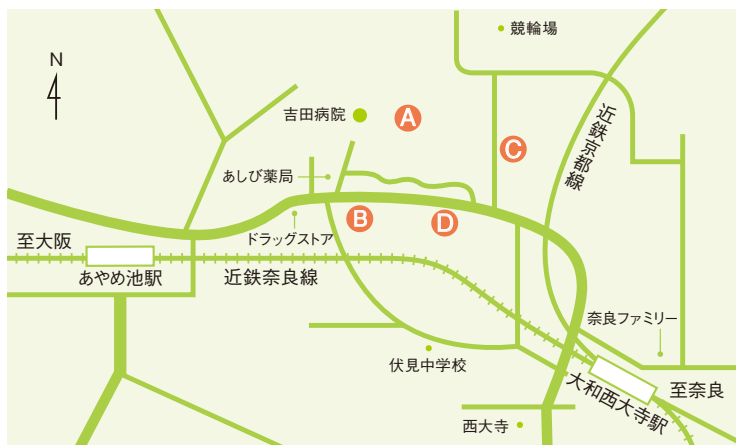 競輪場
N
吉田病院
A
近鉄京都線
C
あしび薬局
B
D
ドラッグストア
至大阪
あやめ池駅
近鉄奈良線
奈良ファミリー
伏見中学校
大和西大寺駅
至奈良
西大寺